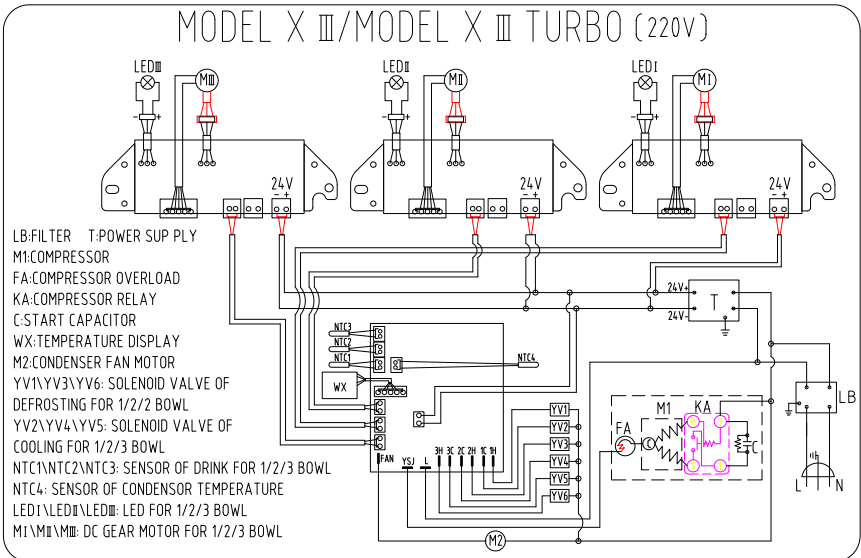 MODEL X Ⅲ/MODEL X Ⅲ TURBO (220V)
LEDⅢ
MⅢ
LEDⅡ
MⅡ
LEDⅠ
MⅠ
- +
- +
- +
24V
- +
24V
- +
24V
- +
LB:FILTER T:POWER SUP PLY
M1:COMPRESSOR
FA:COMPRESSOR OVERLOAD
KA:COMPRESSOR RELAY
C:START CAPACITOR
WX:TEMPERATURE DISPLAY
M2:CONDENSER FAN MOTOR
YV1\YV3\YV6: SOLENOID VALVE OF
DEFROSTING FOR 1/2/2 BOWL
YV2\YV4\YV5: SOLENOID VALVE OF
COOLING FOR 1/2/3 BOWL
NTC1\NTC2\NTC3: SENSOR OF DRINK FOR 1/2/3 BOWL
NTC4: SENSOR OF CONDENSOR TEMPERATURE
LEDⅠ\LEDⅡ\LEDⅢ: LED FOR 1/2/3 BOWL
MⅠ\MⅡ\MⅢ: DC GEAR MOTOR FOR 1/2/3 BOWL
24V+
T
24V-
NTC3
NTC2
NTC1
NTC4
WX
FAN
YSJ
L
3H
3C
2C
2H
1C
1H
YV1
YV2
YV3
YV4
YV5
YV6
FA
M1
KA
C
C
LB
L
N
M2